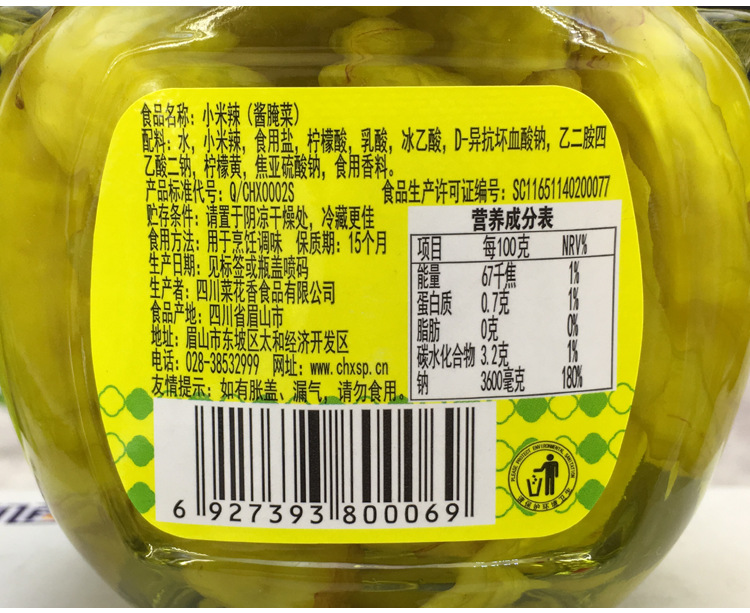 食品名称：小米辣（酱腌菜）
配料：水，小米辣，食用盐，柠檬酸，乳酸，冰乙酸，D-异抗坏血酸钠，乙二胺四
乙酸二钠，柠檬黄，焦亚硫酸钠，食用香料。
产品标准代号：Q/CHX0002S 食品生产许可证编号：SC11651140200077
贮存条件：请置于阴凉干燥处，冷藏更佳
食用方法：用于烹饪调味 保质期：15个月
生产日期：见标签或瓶盖喷码
生产者：四川菜花香食品有限公司
食品产地：四川省眉山市
地址：眉山市东坡区太和经济开发区
电话：028-38532999 网址：www.chxsp.cn
友情提示：如有胀盖、漏气，请勿食用。
营养成分表
项目 每100克 NRV%
能量 67千焦 1%
蛋白质 0.7克 1%
脂肪 0克 0%
碳水化合物 3.2克 1%
钠 3600毫克 180%
6 927393 800069